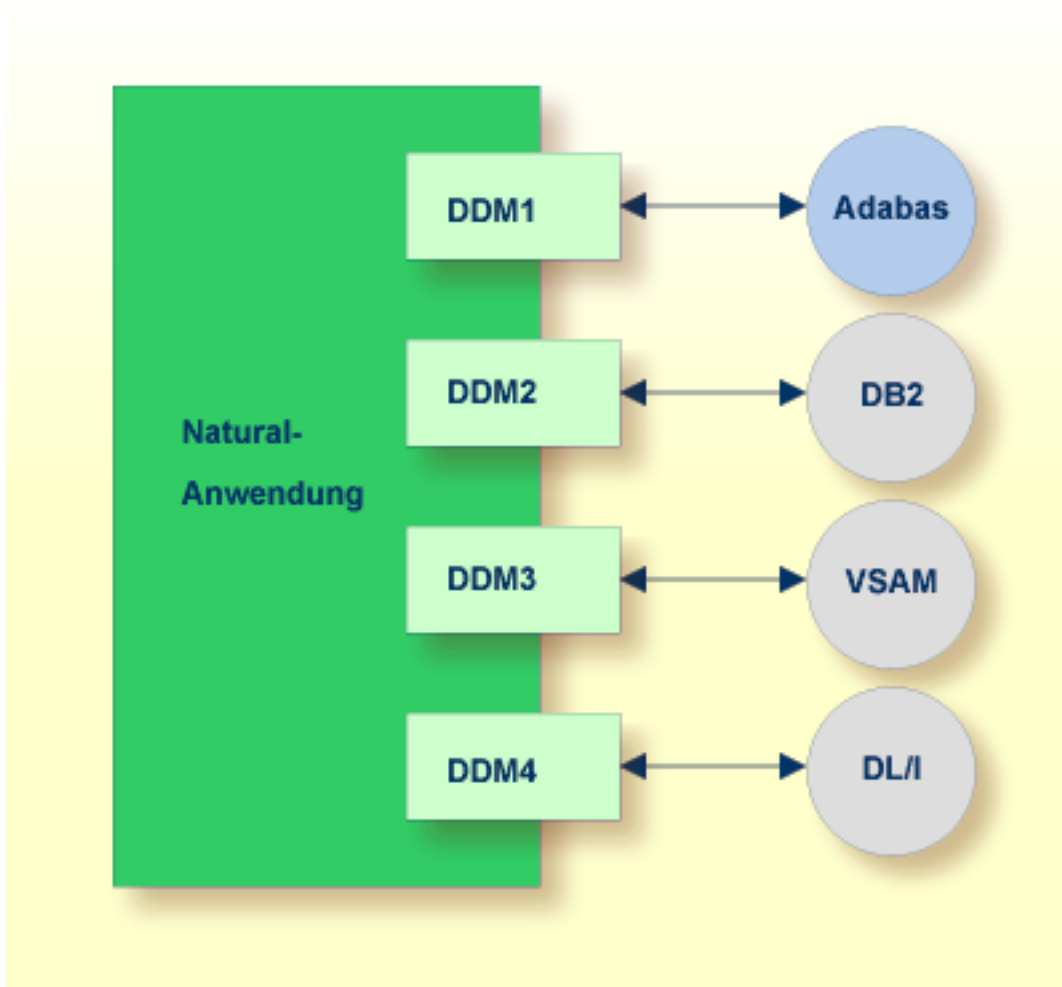 DDM1
Adabas
DDM2
DB2
Natural-
Anwendung
DDM3
VSAM
DDM4
DL/I